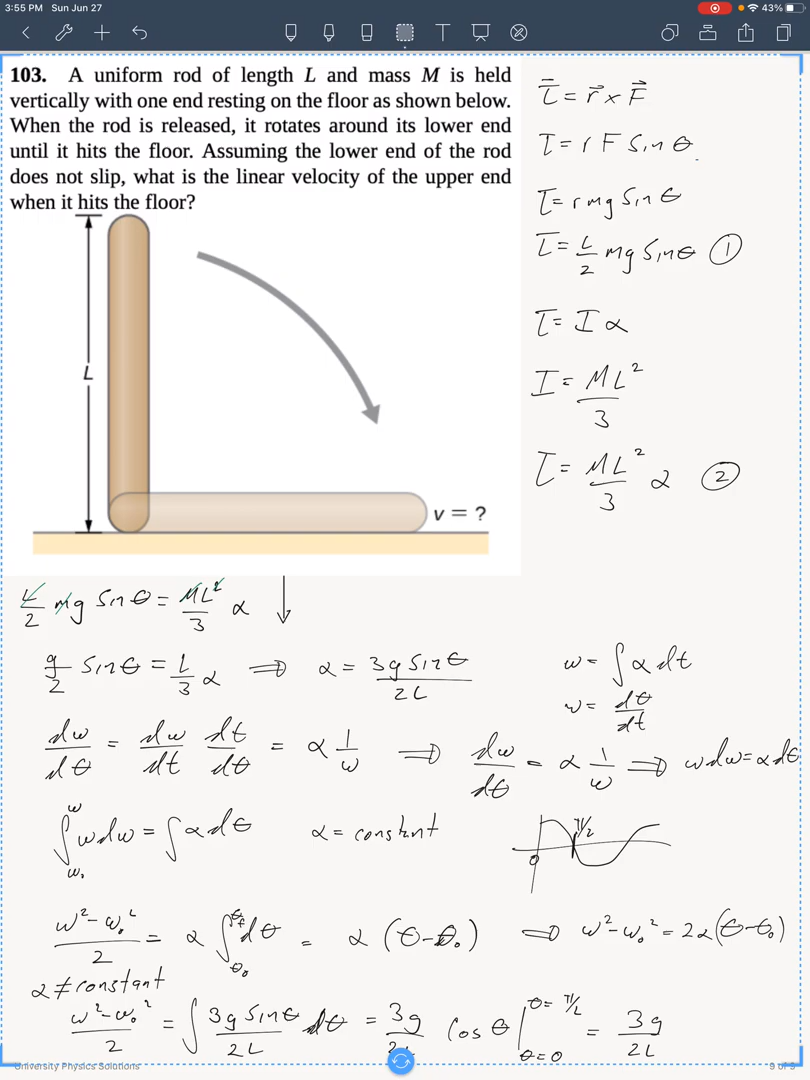 3:55 PM Sun Jun 27
43%
103. A uniform rod of length L and mass M is held
vertically with one end resting on the floor as shown below.
When the rod is released, it rotates around its lower end
until it hits the floor. Assuming the lower end of the rod
does not slip, what is the linear velocity of the upper end
when it hits the floor?
L
v = ?
τ⃗ = r⃗ × F⃗
τ = r F Sin θ
τ = r mg Sin θ
τ = L/2 mg Sin θ ①
τ = I α
I = ML²/3
τ = ML²/3 α ②
L/2 mg Sin θ = ML²/3 α ↓
g/2 Sin θ = L/3 α ⇒ α = 3g Sin θ/2L
ω = ∫ α dt
ω = dθ/dt
dω/dθ = dω/dt dt/dθ = α 1/ω ⇒ dω/dθ = α 1/ω ⇒ ω dω = α dθ
∫_ω₀^ω ω dω = ∫ α dθ α = constant
π/2
0
ω² - ω₀²/2 = α ∫_θ₀^θf dθ = α (θ - θ₀) ⇒ ω² - ω₀² = 2α (θ - θ₀)
α ≠ constant
ω² - ω₀²/2 = ∫ 3g Sin θ/2L dθ = 3g/2L Cos θ |_θ=0^θ=π/2 = 3g/2L
University Physics Solutions
9 of 5